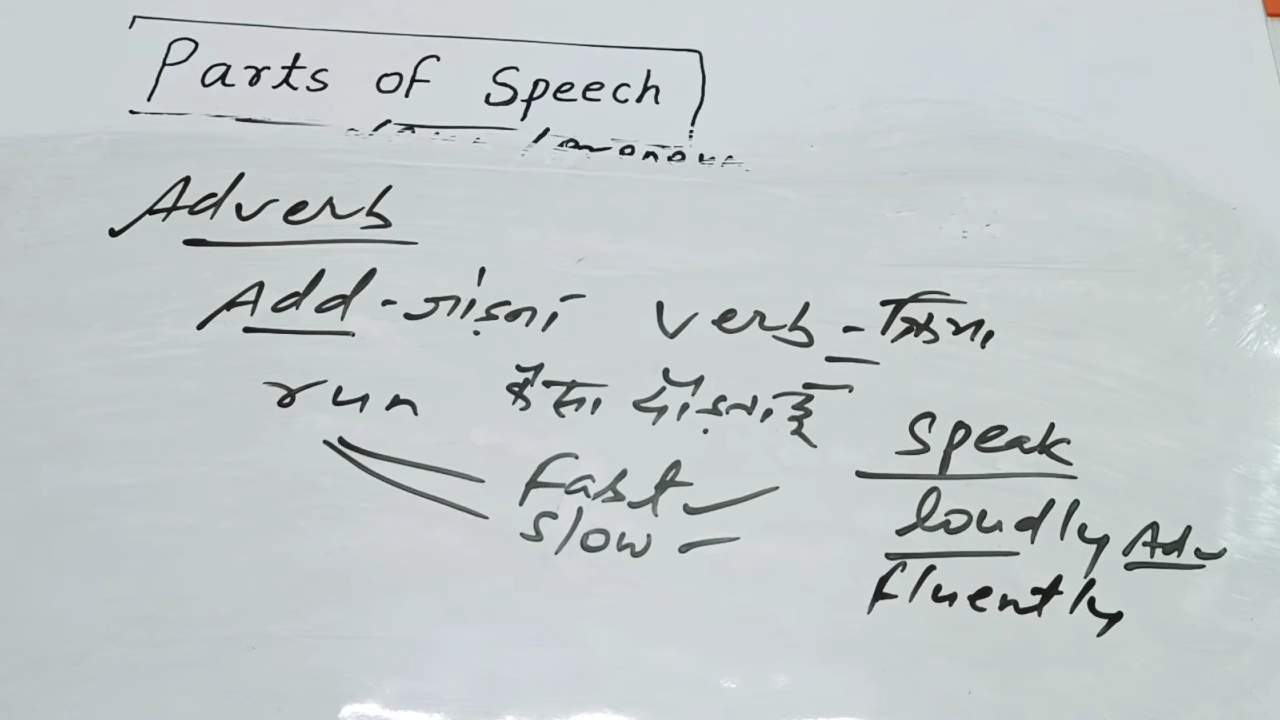 Parts of Speech
Adverb
Add - जोड़ना verb - क्रिया
run कैसा दौड़ना है
Fast
Slow
Speak
loudly Adv
fluently